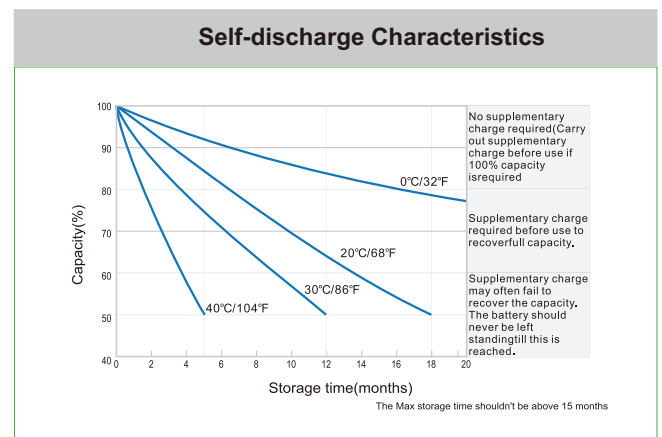 Self-discharge Characteristics
100
90
80
70
60
50
40
Capacity(%)
0°C/32°F
20°C/68°F
30°C/86°F
40°C/104°F
0 2 4 6 8 10 12 14 16 18 20
Storage time(months)
No supplementary
charge required(Carry
out supplementary
charge before use if
100% capacity
isrequired
Supplementary charge
required before use to
recoverfull capacity.
Supplementary charge
may often fail to
recover the capacity.
The battery should
never be left
standingtill this is
reached.
The Max storage time shouldn't be above 15 months